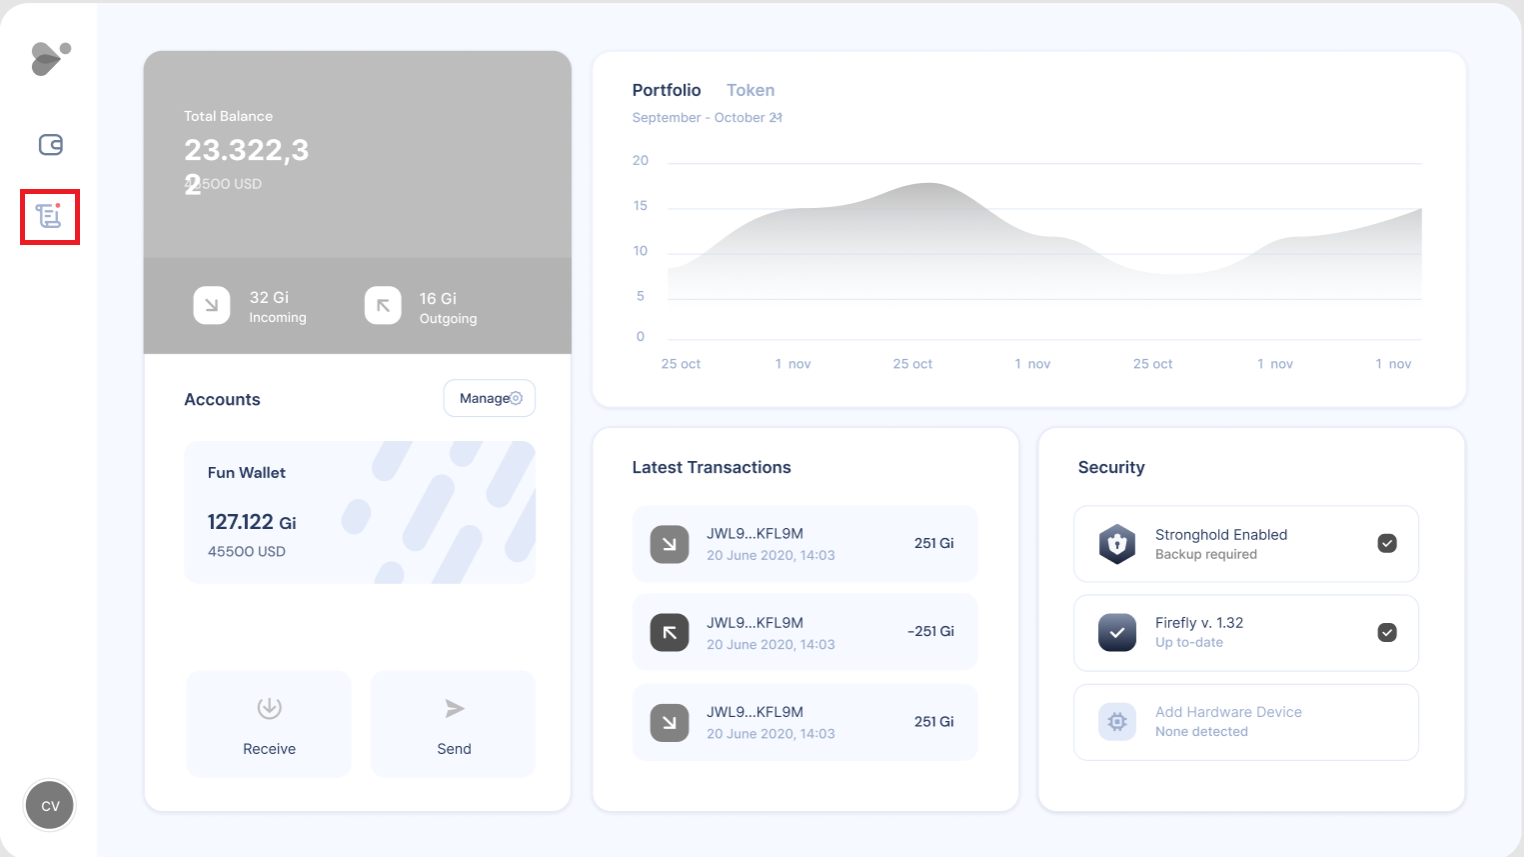 Total Balance
23.322,3
2
45500 USD
32 Gi
Incoming
16 Gi
Outgoing
Accounts
Manage
Fun Wallet
127.122 Gi
45500 USD
Receive
Send
CV
Portfolio Token
September - October 21
20
15
10
5
0
25 oct 1 nov 25 oct 1 nov 25 oct 1 nov 1 nov
Latest Transactions
JWL9...KFL9M
20 June 2020, 14:03
251 Gi
JWL9...KFL9M
20 June 2020, 14:03
-251 Gi
JWL9...KFL9M
20 June 2020, 14:03
251 Gi
Security
Stronghold Enabled
Backup required
Firefly v. 1.32
Up to-date
Add Hardware Device
None detected